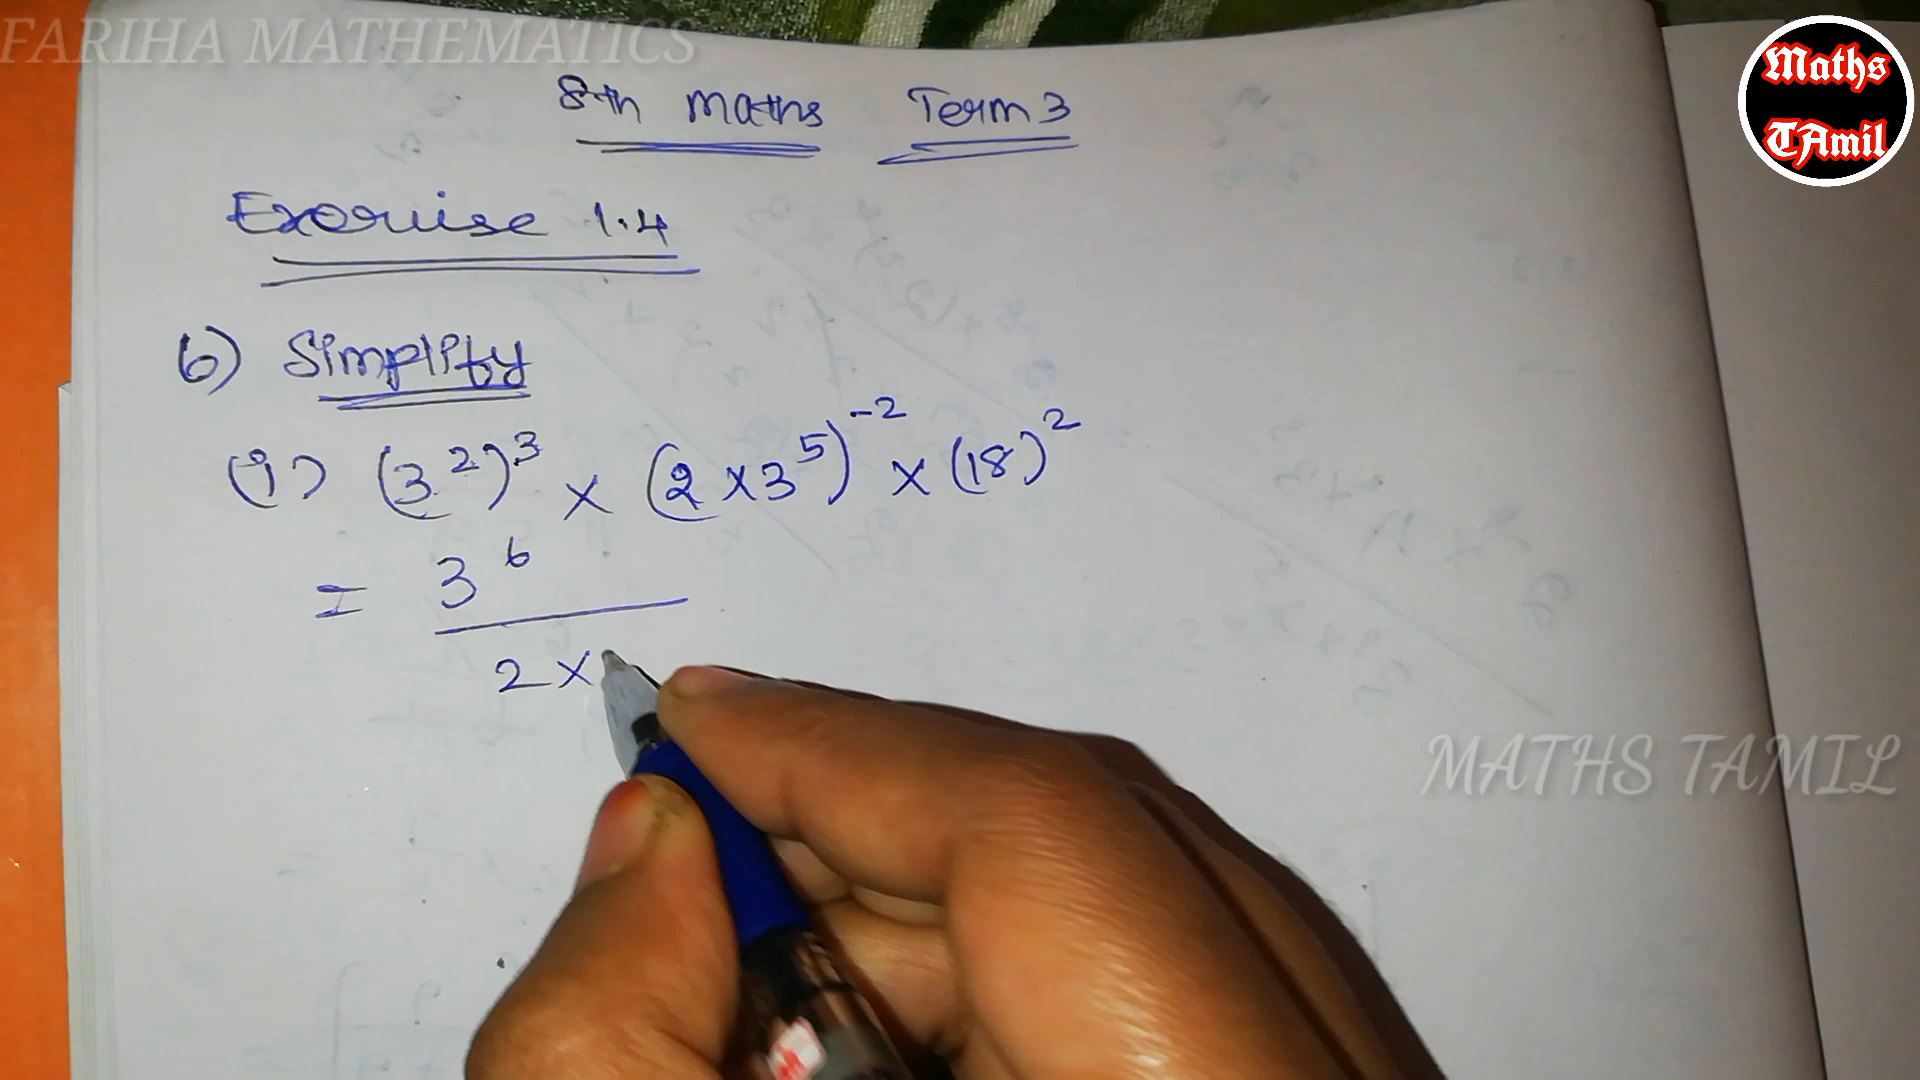 FARIHA MATHEMATICS
Maths
TAmil
8th maths Term 3
Exercise 1.4
6) Simplify
(i) (3²)³ × (2 × 3⁵)⁻² × (18)²
= 3⁶
2 ×
MATHS TAMIL